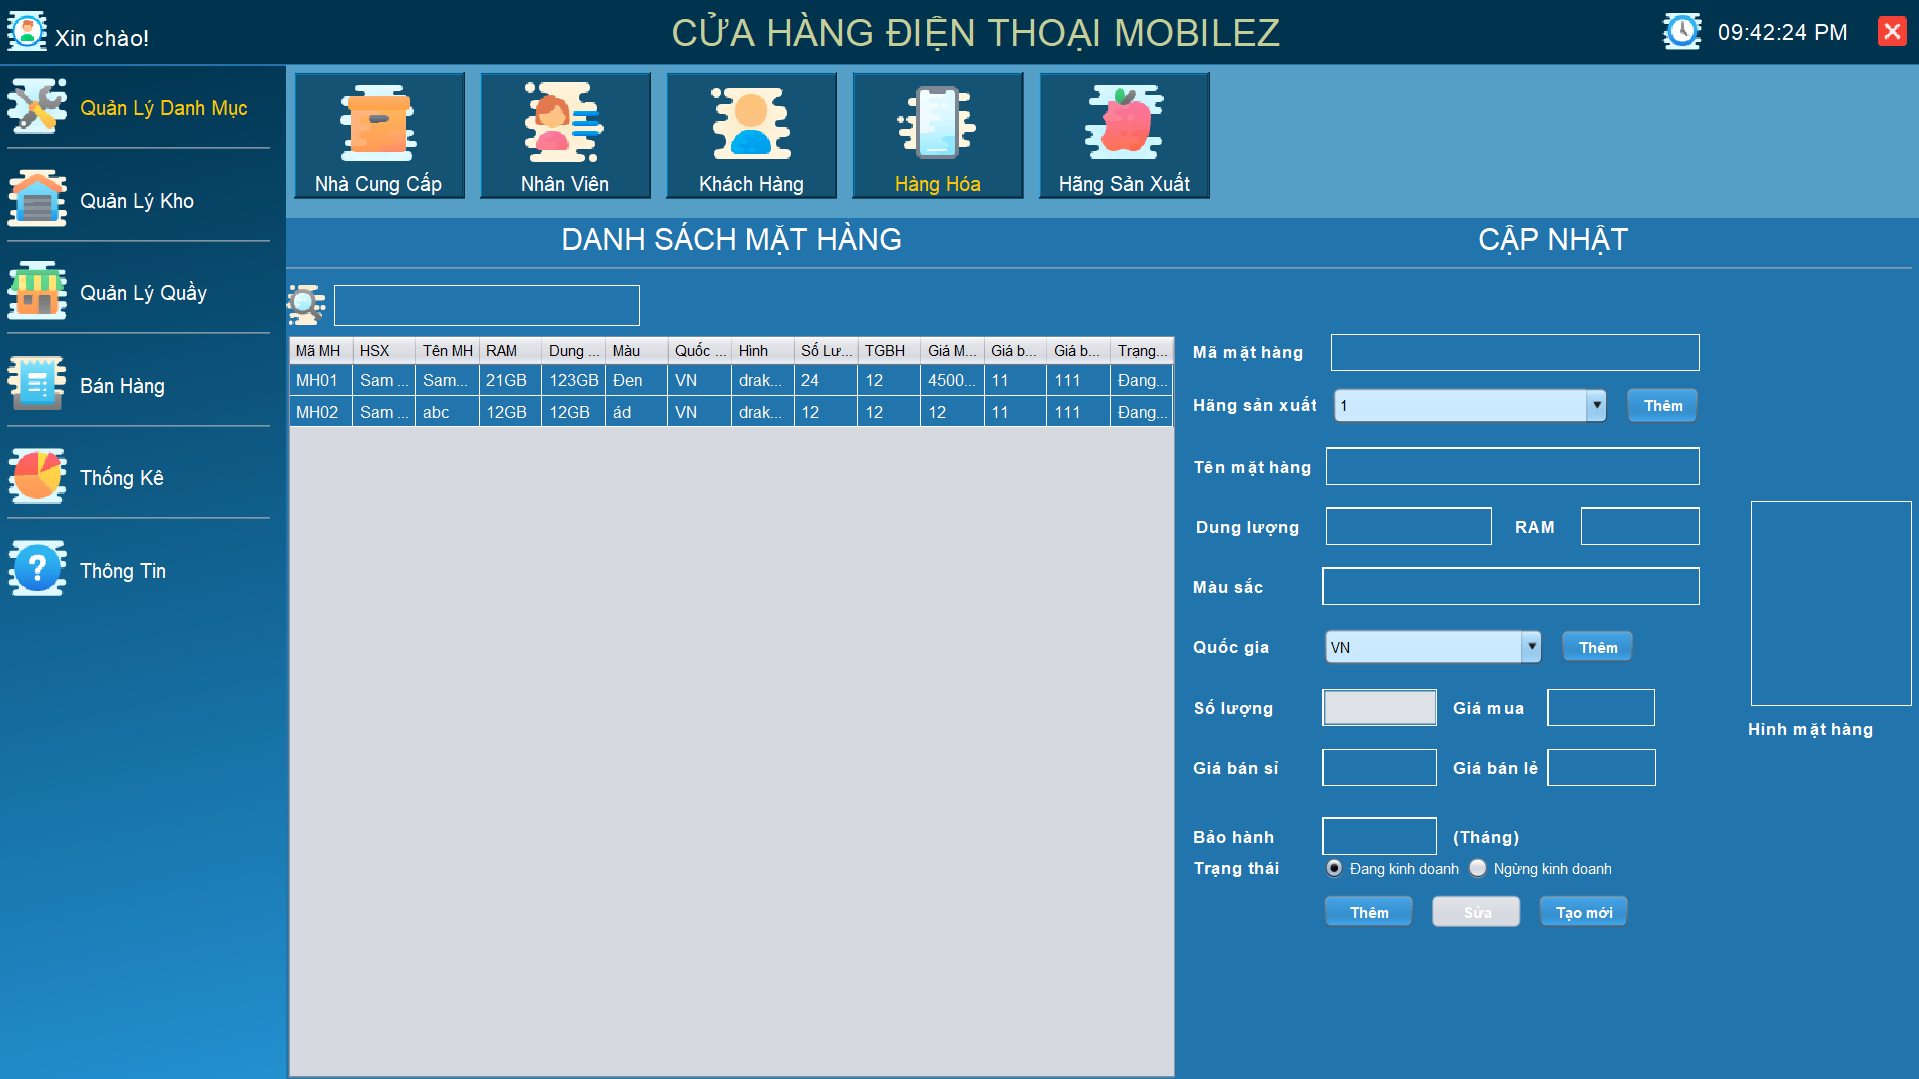 Xin chào!
CỬA HÀNG ĐIỆN THOẠI MOBILEZ
09:42:24 PM
Quản Lý Danh Mục
Quản Lý Kho
Quản Lý Quầy
Bán Hàng
Thống Kê
Thông Tin
Nhà Cung Cấp
Nhân Viên
Khách Hàng
Hàng Hóa
Hãng Sản Xuất
DANH SÁCH MẶT HÀNG
CẬP NHẬT
Mã MH HSX Tên MH RAM Dung ... Màu Quốc ... Hình Số Lư... TGBH Giá M... Giá b... Giá b... Trạng...
MH01 Sam ... Sam... 21GB 123GB Đen VN drak... 24 12 4500... 11 111 Đang...
MH02 Sam ... abc 12GB 12GB ád VN drak... 12 12 12 11 111 Đang...
Mã mặt hàng
Hãng sản xuất 1 Thêm
Tên mặt hàng
Dung lượng RAM
Màu sắc
Quốc gia VN Thêm
Số lượng Giá mua
Hình mặt hàng
Giá bán sỉ Giá bán lẻ
Bảo hành (Tháng)
Trạng thái Đang kinh doanh Ngừng kinh doanh
Thêm Sửa Tạo mới